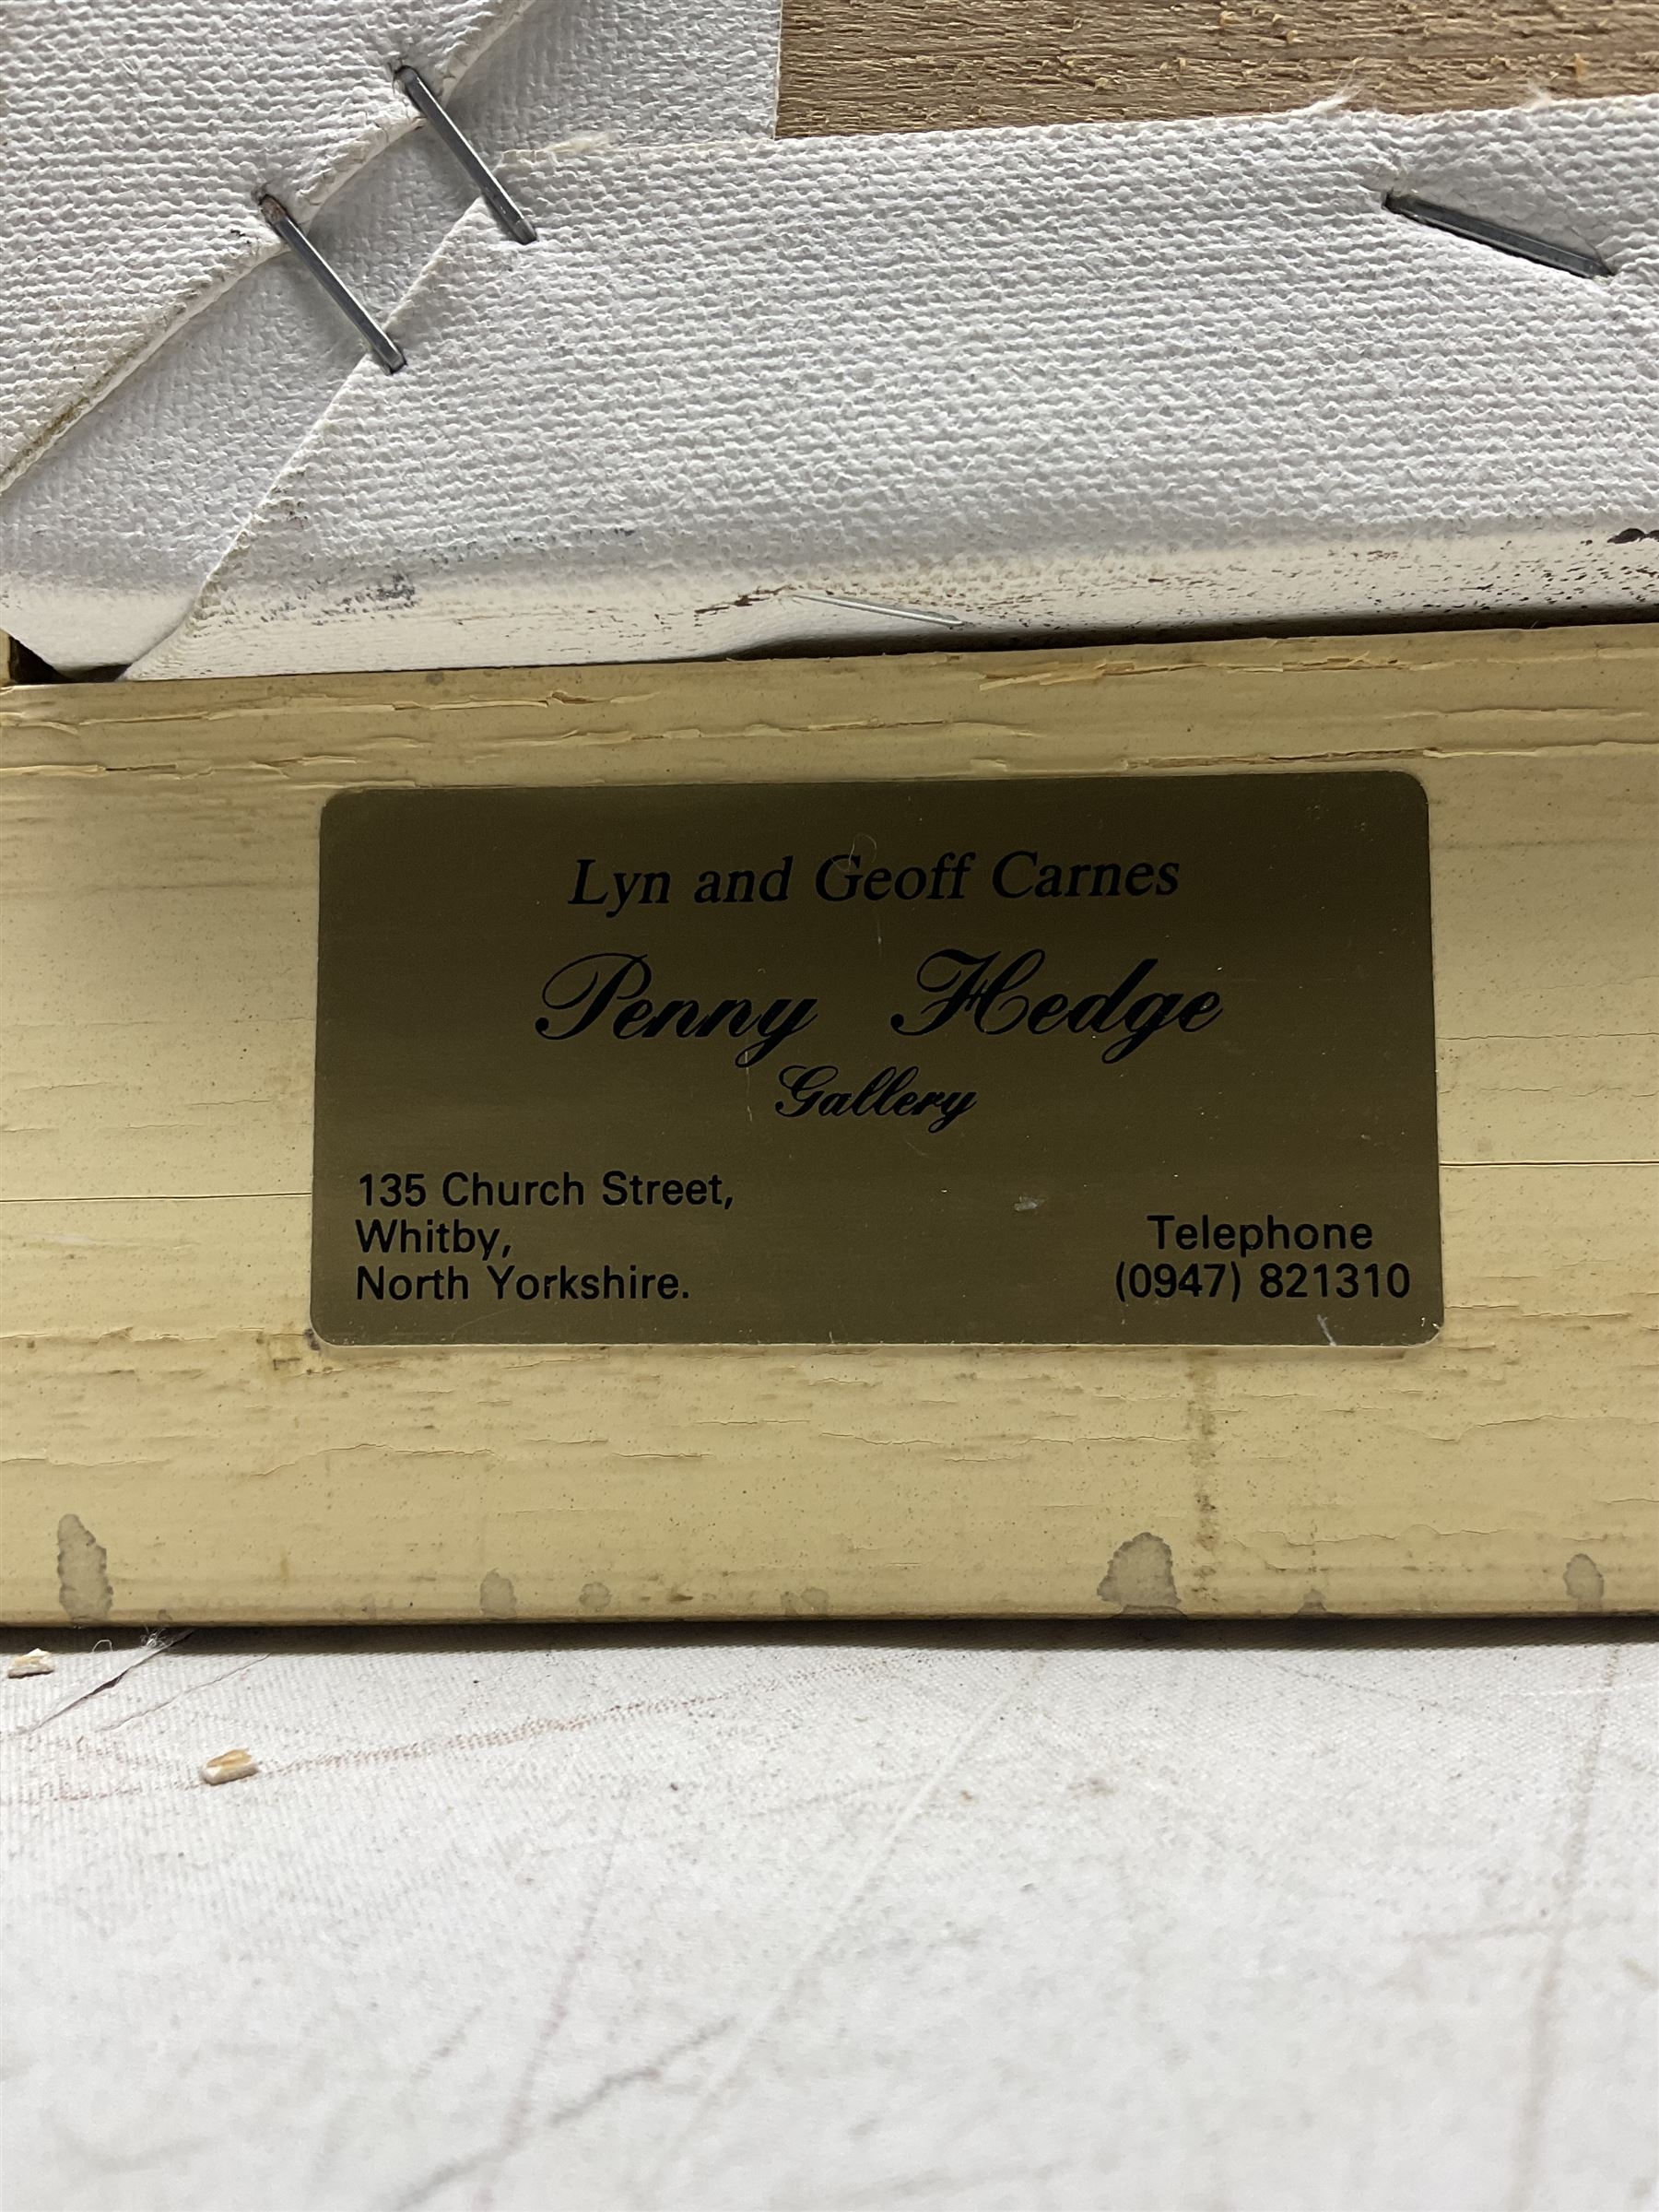 Lyn and Geoff Carnes
Penny Hedge
Gallery
135 Church Street,
Whitby,
North Yorkshire.
Telephone
(0947) 821310